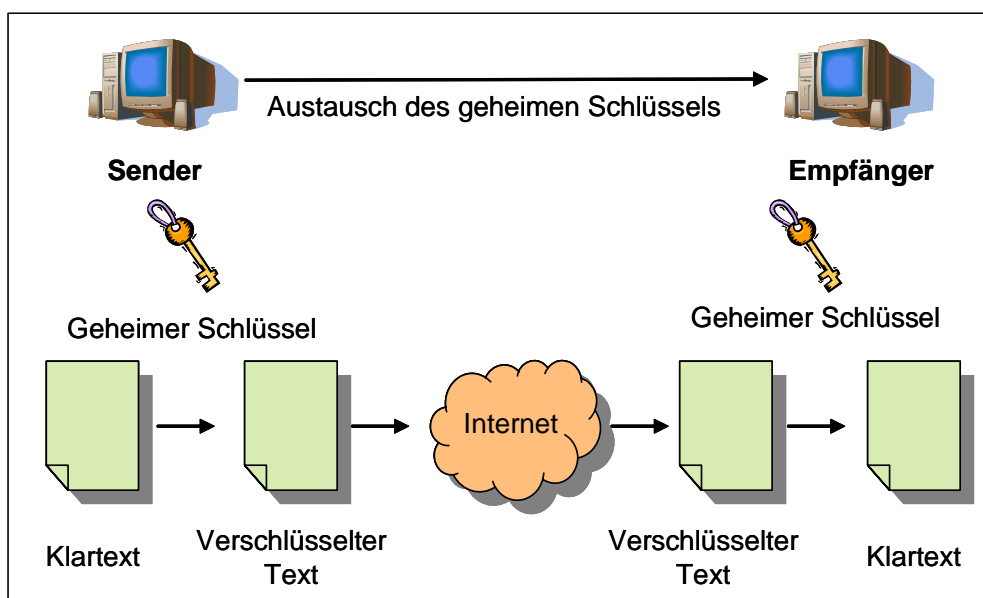 Austausch des geheimen Schlüssels
Sender
Empfänger
Geheimer Schlüssel
Geheimer Schlüssel
Internet
Klartext
Verschlüsselter
Text
Verschlüsselter
Text
Klartext